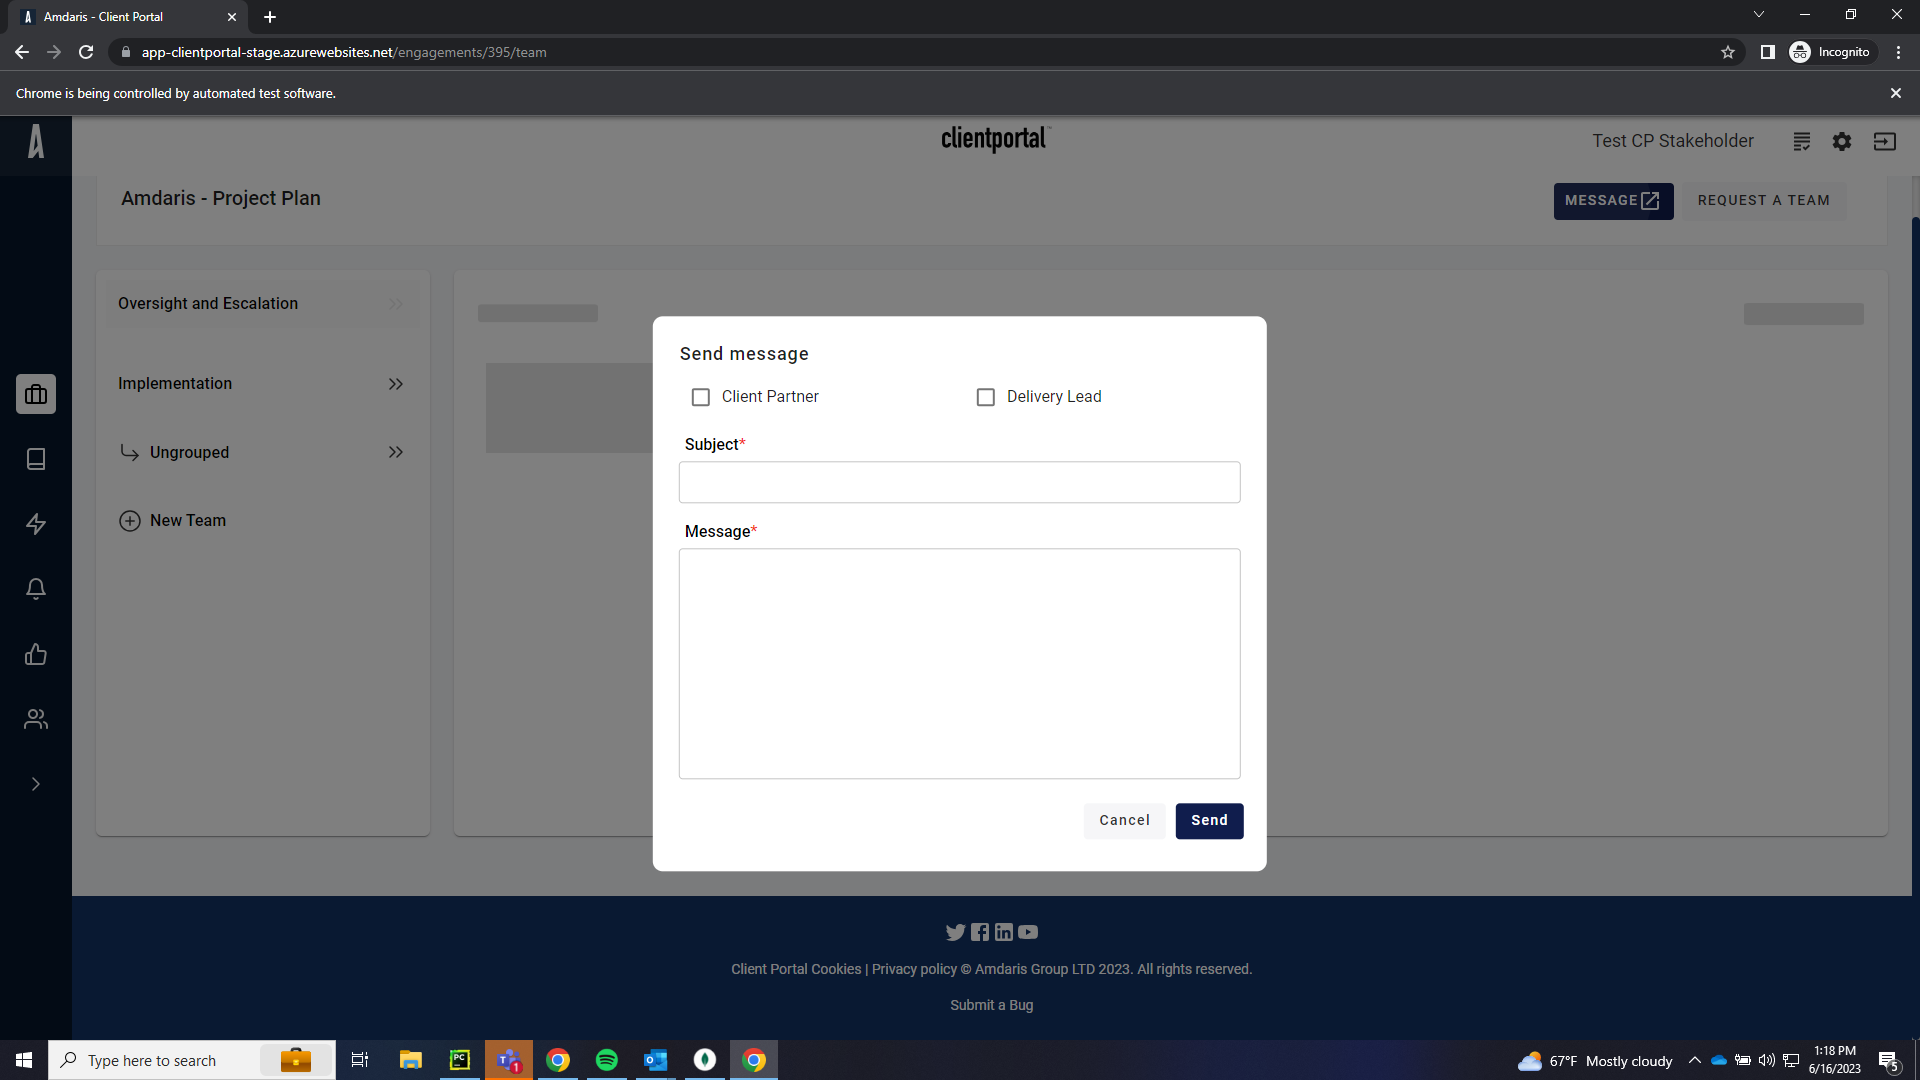 Amdaris - Client Portal
app-clientportal-stage.azurewebsites.net/engagements/395/team
Incognito
Chrome is being controlled by automated test software.
clientportal
Test CP Stakeholder
Amdaris - Project Plan
MESSAGE
REQUEST A TEAM
Oversight and Escalation
Implementation
Ungrouped
New Team
Send message
Client Partner
Delivery Lead
Subject*
Message*
Cancel
Send
Client Portal Cookies | Privacy policy © Amdaris Group LTD 2023. All rights reserved.
Submit a Bug
Type here to search
PC
T
1
O
67°F Mostly cloudy
1:18 PM
6/16/2023
5